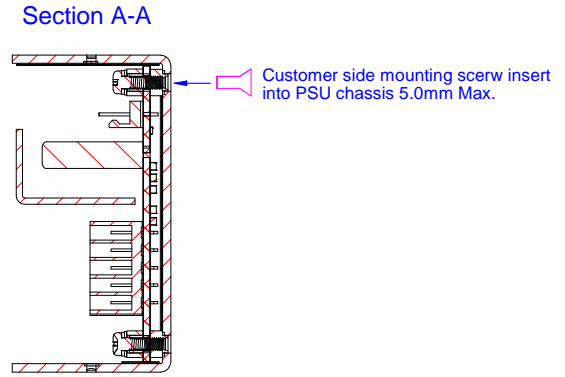 Section A-A
Customer side mounting scerw insert
into PSU chassis 5.0mm Max.